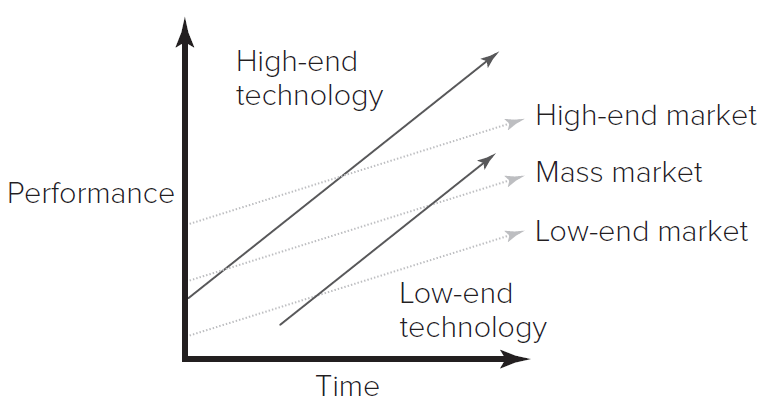 High-end
technology
High-end market
Mass market
Performance
Low-end market
Low-end
technology
Time